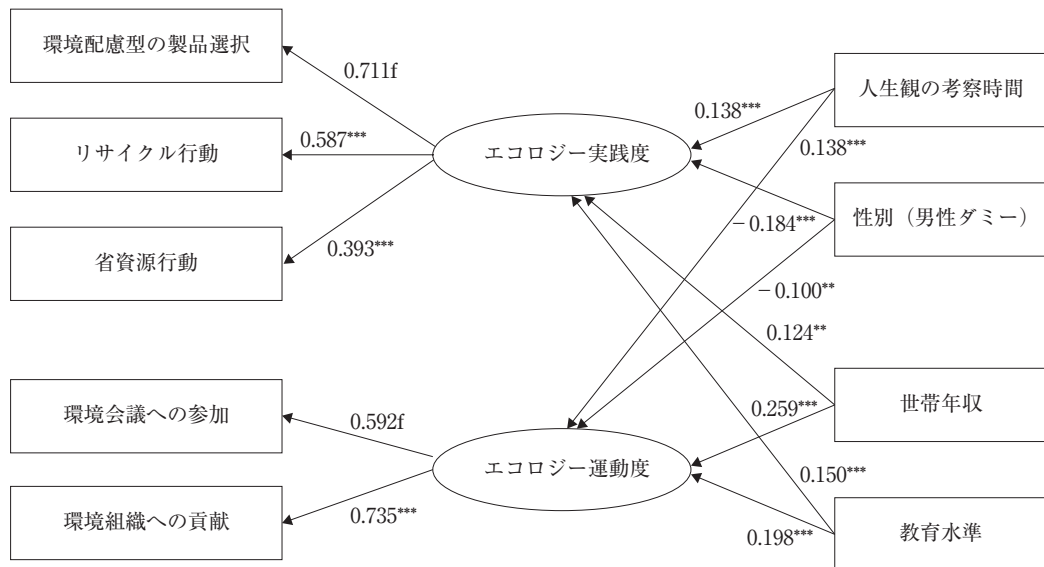 環境配慮型の製品選択
0.711f
人生観の考察時間
0.138***
0.138***
リサイクル行動
0.587***
エコロジー実践度
性別（男性ダミー）
－0.184***
省資源行動
0.393***
－0.100**
0.124**
環境会議への参加
0.592f
世帯年収
0.259***
エコロジー運動度
0.150***
環境組織への貢献
0.735***
0.198***
教育水準